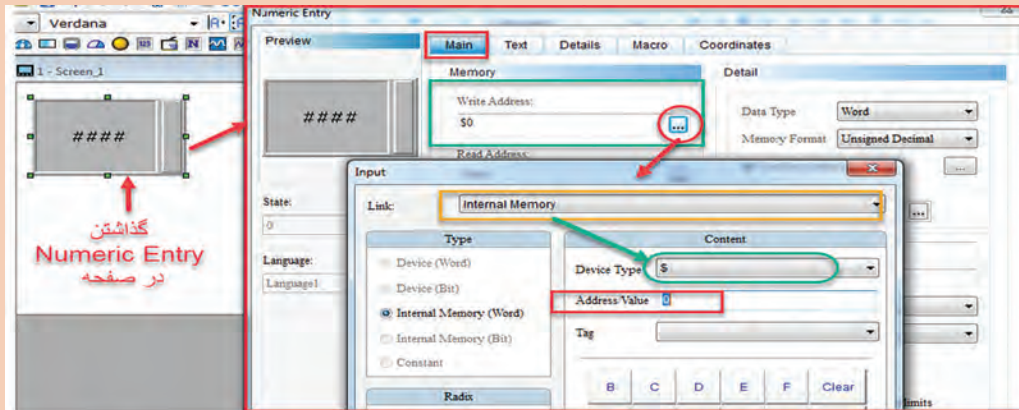 Verdana
1 - Screen_1
####
گذاشتن
Numeric Entry
در صفحه
Numeric Entry
Preview
####
State:
0
Language:
Language1
Main Text Details Macro Coordinates
Memory
Write Address:
$0
...
Read Address:
Detail
Data Type Word
Memory Format Unsigned Decimal
...
...
Input
Link: Internal Memory
Type
Device (Word)
Device (Bit)
Internal Memory (Word)
Internal Memory (Bit)
Constant
Radix
Content
Device Type $
Address/Value 0
Tag
B C D E F Clear
limits